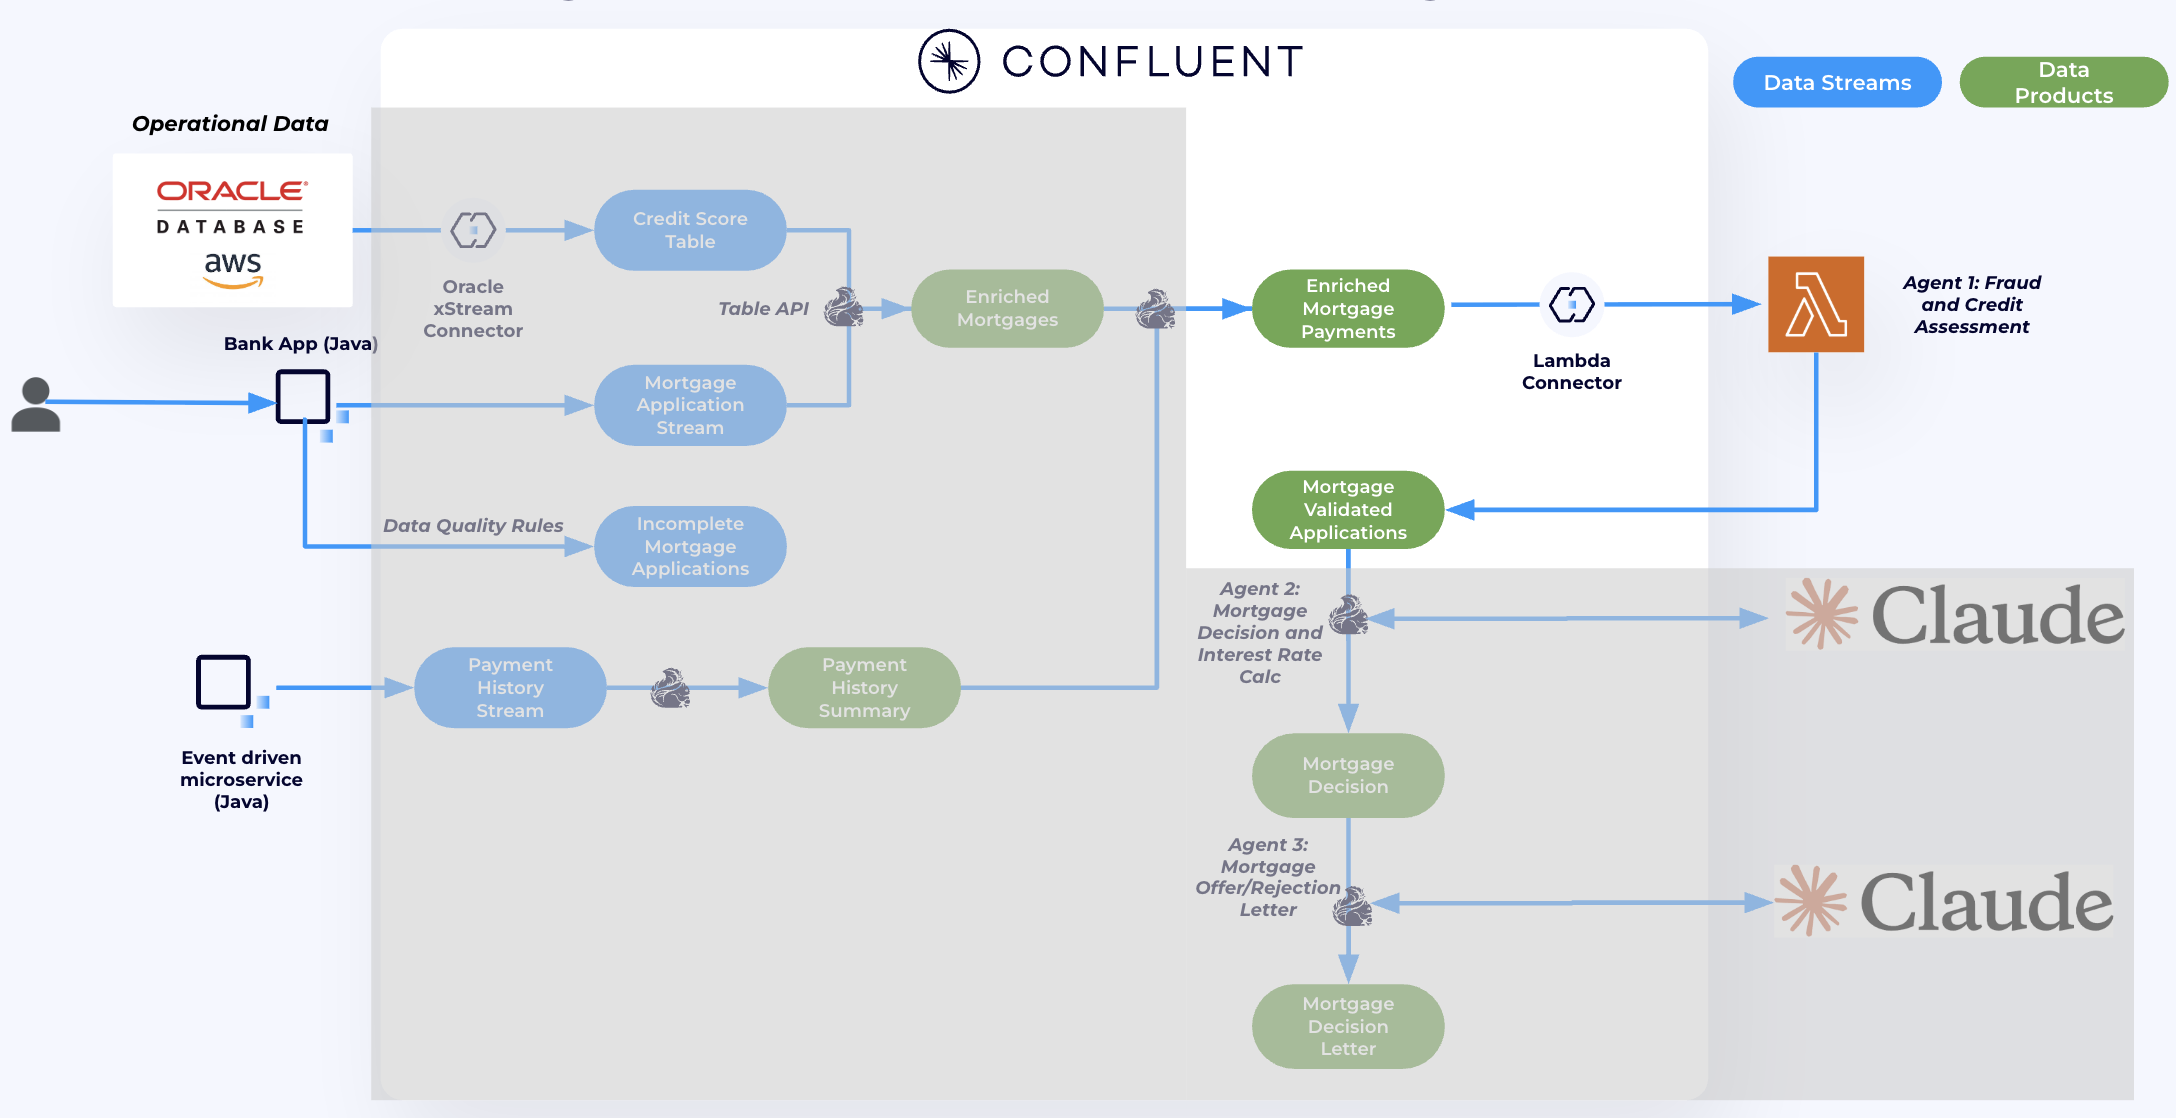 CONFLUENT
Data Streams
Data
Products
Operational Data
ORACLE
DATABASE
aws
Oracle
xStream
Connector
Credit Score
Table
Table API
Enriched
Mortgages
Enriched
Mortgage
Payments
Lambda
Connector
Agent 1: Fraud
and Credit
Assessment
Bank App (Java)
Mortgage
Application
Stream
Data Quality Rules
Incomplete
Mortgage
Applications
Mortgage
Validated
Applications
Agent 2:
Mortgage
Decision and
Interest Rate
Calc
Claude
Payment
History
Stream
Payment
History
Summary
Event driven
microservice
(Java)
Mortgage
Decision
Agent 3:
Mortgage
Offer/Rejection
Letter
Claude
Mortgage
Decision
Letter